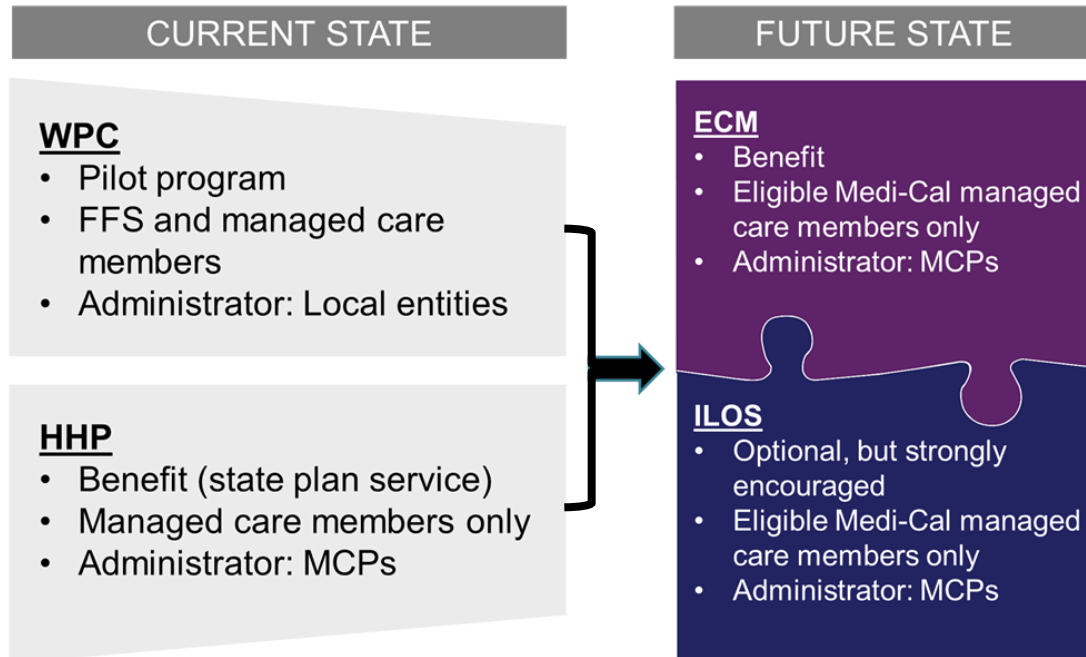 CURRENT STATE
WPC
• Pilot program
• FFS and managed care
members
• Administrator: Local entities
HHP
• Benefit (state plan service)
• Managed care members only
• Administrator: MCPs
FUTURE STATE
ECM
• Benefit
• Eligible Medi-Cal managed
care members only
• Administrator: MCPs
ILOS
• Optional, but strongly
encouraged
• Eligible Medi-Cal managed
care members only
• Administrator: MCPs